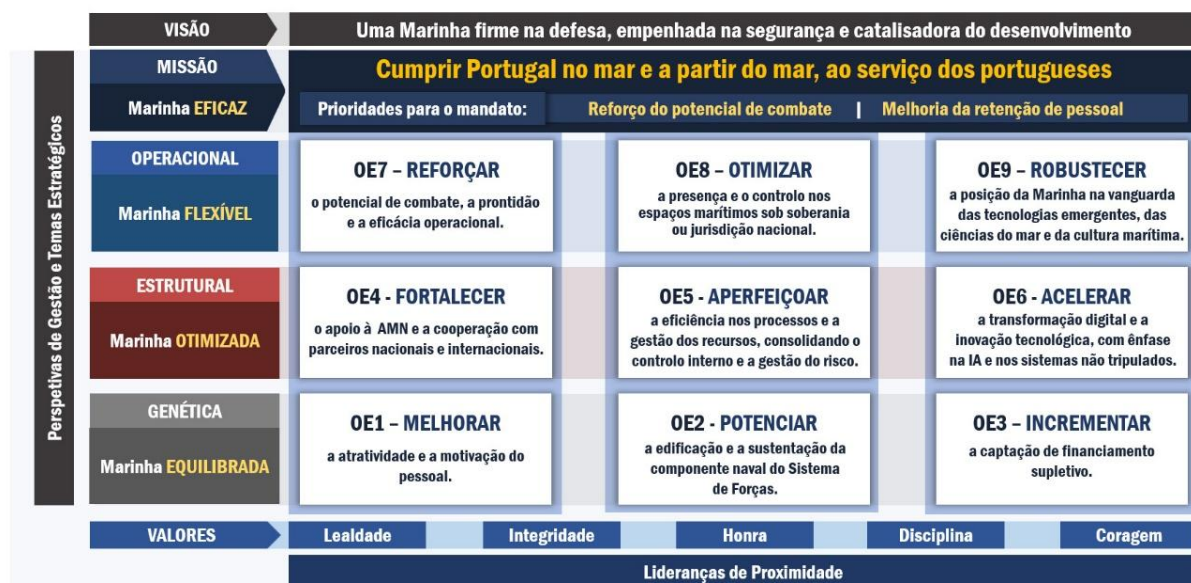 VISÃO
Uma Marinha firme na defesa, empenhada na segurança e catalisadora do desenvolvimento
Perspetivas de Gestão e Temas Estratégicos
MISSÃO
Cumprir Portugal no mar e a partir do mar, ao serviço dos portugueses
Marinha EFICAZ
Prioridades para o mandato: Reforço do potencial de combate | Melhoria da retenção de pessoal
OPERACIONAL
Marinha FLEXÍVEL
OE7 – REFORÇAR
o potencial de combate, a prontidão
e a eficácia operacional.
OE8 – OTIMIZAR
a presença e o controlo nos
espaços marítimos sob soberania
ou jurisdição nacional.
OE9 – ROBUSTECER
a posição da Marinha na vanguarda
das tecnologias emergentes, das
ciências do mar e da cultura marítima.
ESTRUTURAL
Marinha OTIMIZADA
OE4 - FORTALECER
o apoio à AMN e a cooperação com
parceiros nacionais e internacionais.
OE5 - APERFEIÇOAR
a eficiência nos processos e a
gestão dos recursos, consolidando o
controlo interno e a gestão do risco.
OE6 - ACELERAR
a transformação digital e a
inovação tecnológica, com ênfase
na IA e nos sistemas não tripulados.
GENÉTICA
Marinha EQUILIBRADA
OE1 – MELHORAR
a atratividade e a motivação do
pessoal.
OE2 - POTENCIAR
a edificação e a sustentação da
componente naval do Sistema
de Forças.
OE3 – INCREMENTAR
a captação de financiamento
supletivo.
VALORES
Lealdade
Integridade
Honra
Disciplina
Coragem
Lideranças de Proximidade